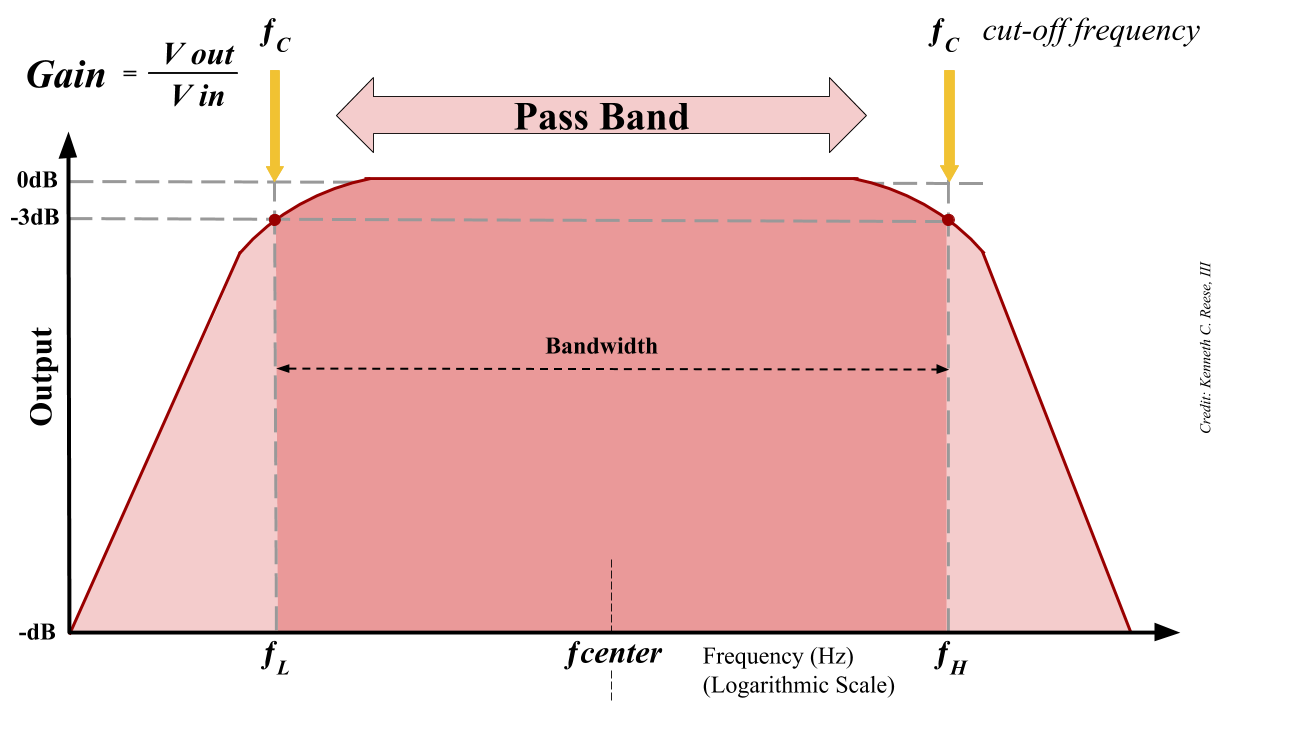 Gain = V out / V in
f C
f C cut-off frequency
Pass Band
0dB
-3dB
Output
Bandwidth
-dB
f L
fcenter
Frequency (Hz)
(Logarithmic Scale)
f H
Credit: Kenneth C. Reese, III